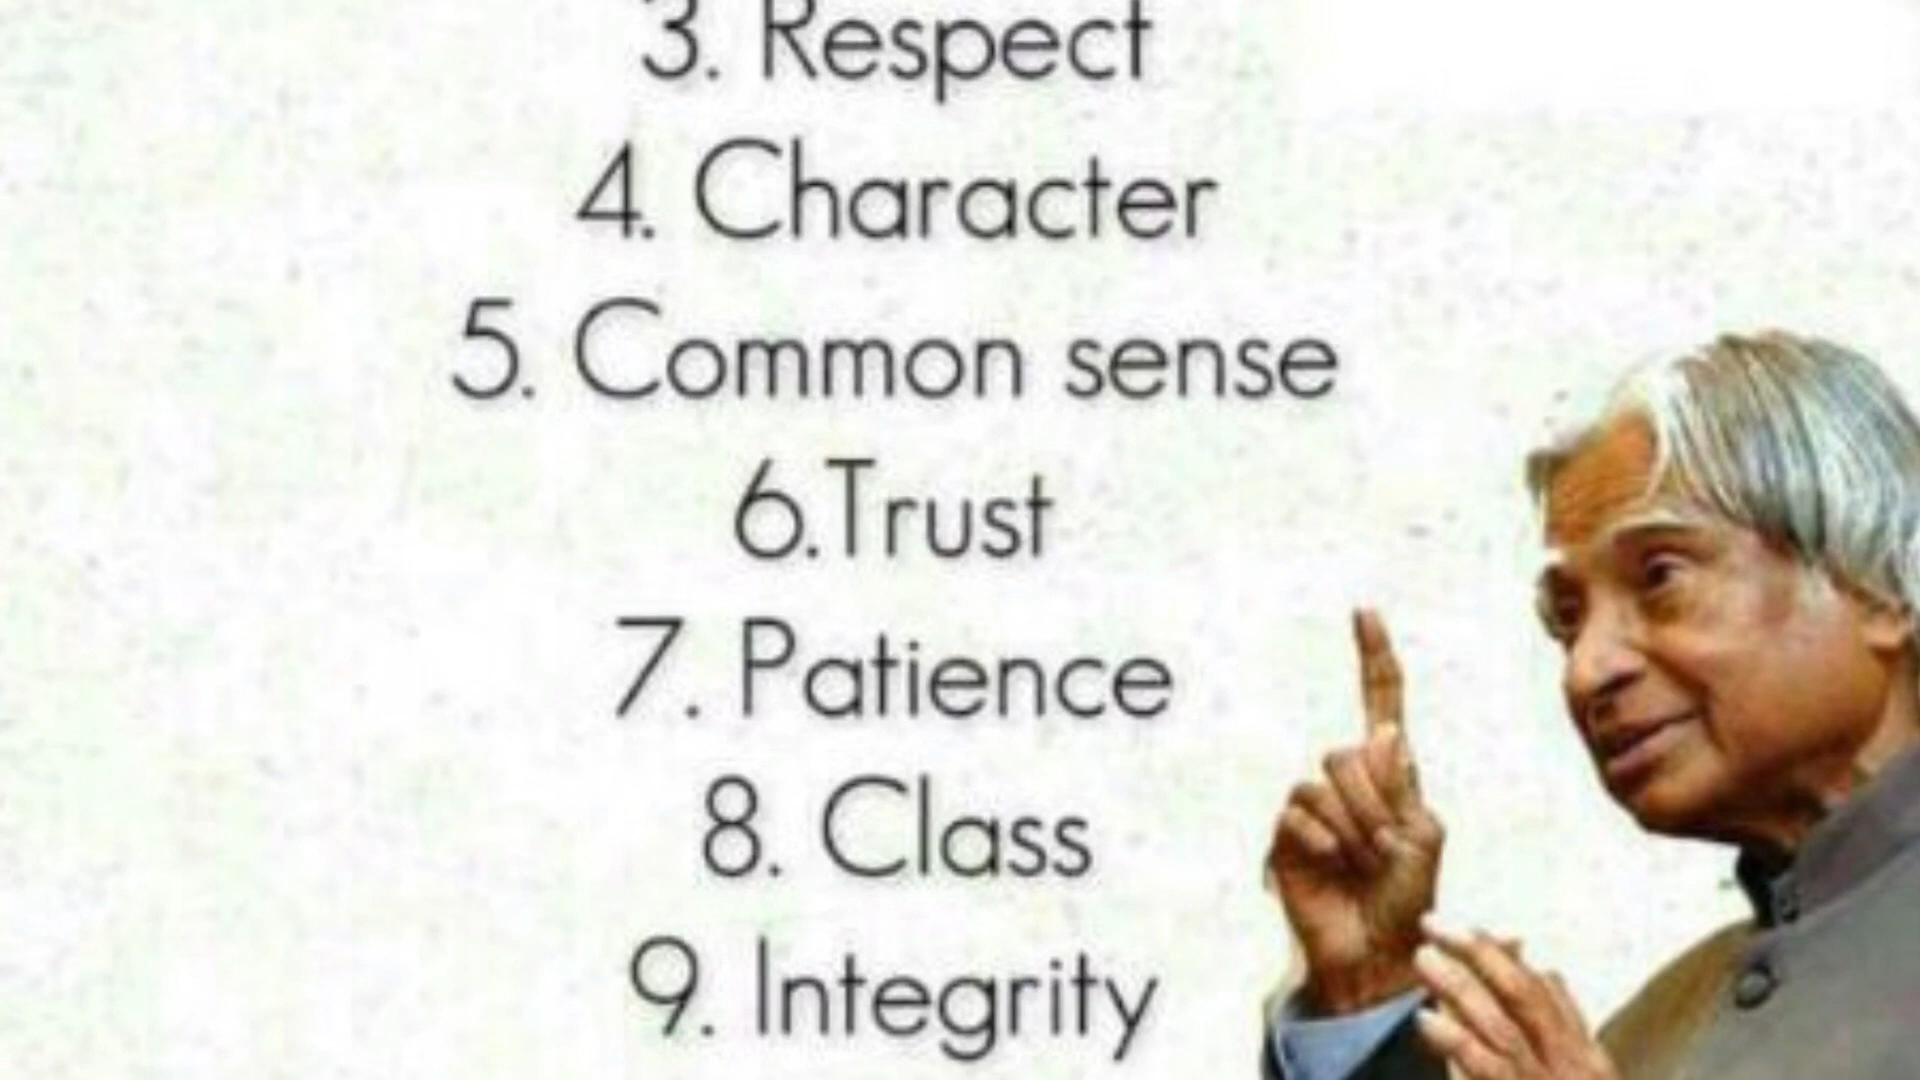 3. Respect
4. Character
5. Common sense
6.Trust
7. Patience
8. Class
9. Integrity